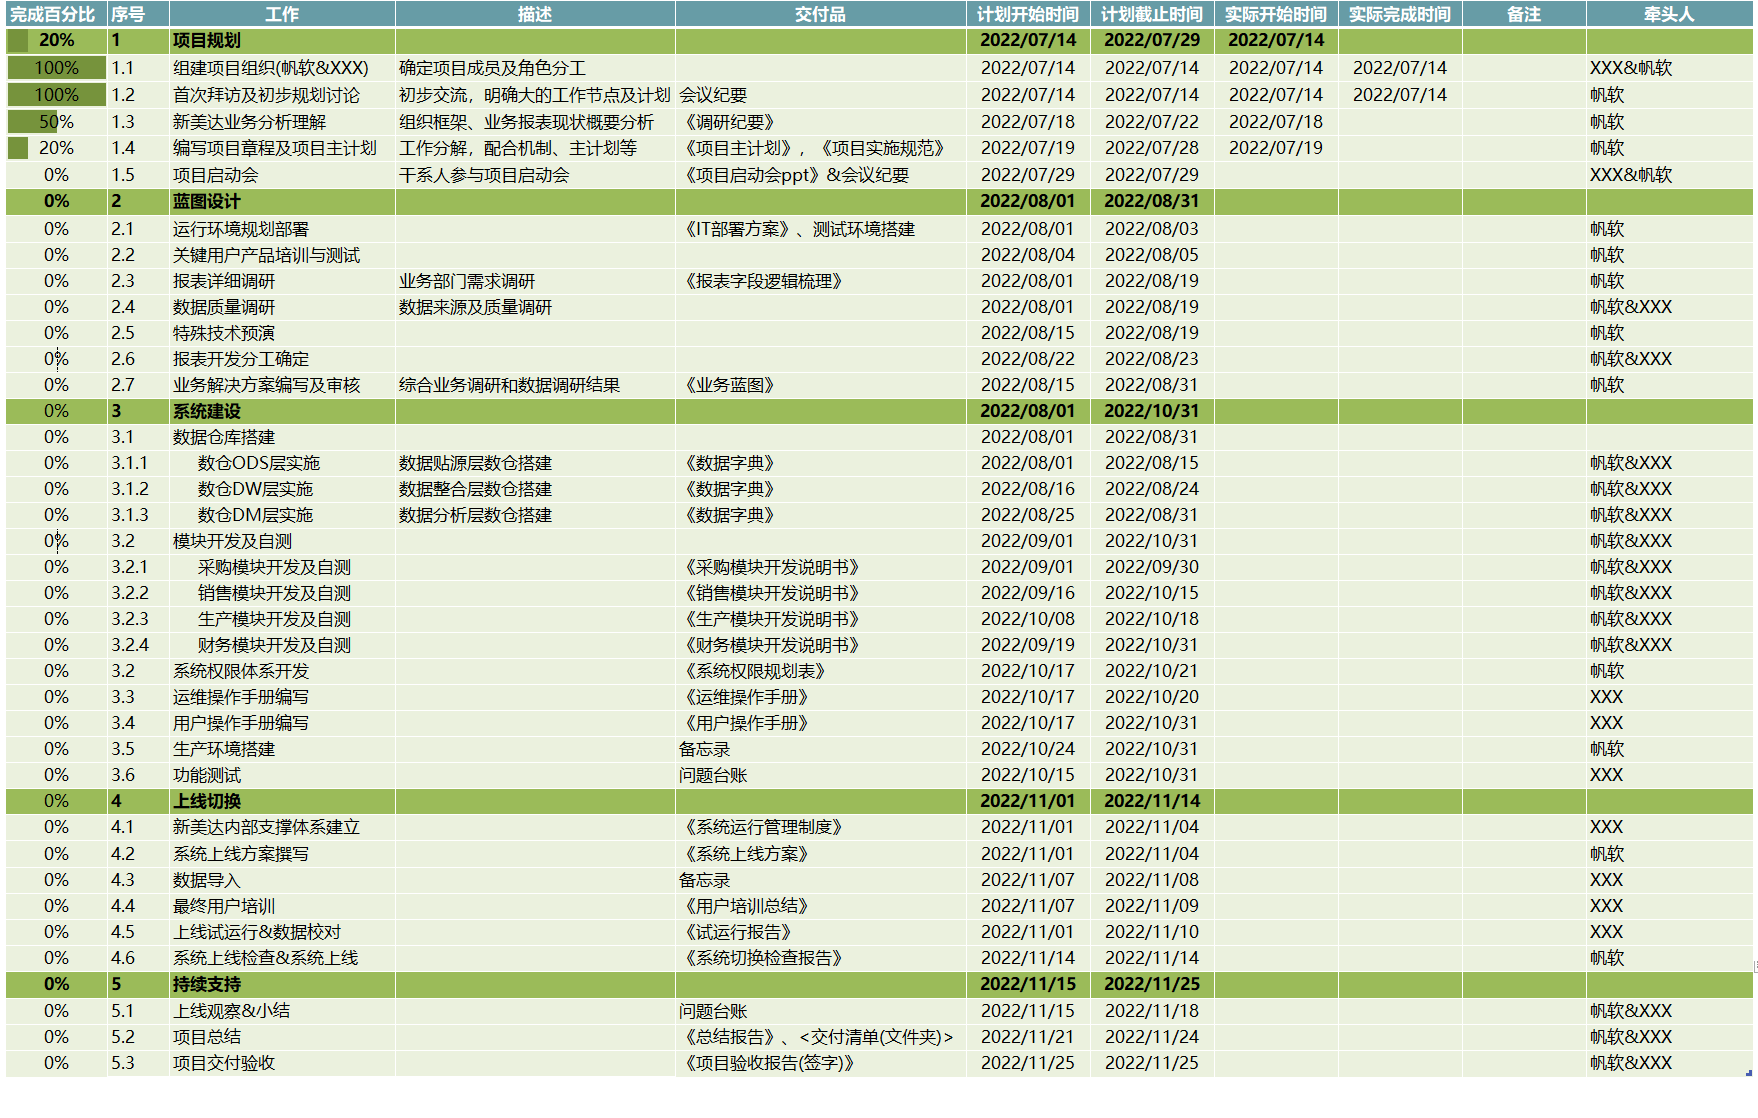 完成百分比 序号 工作 描述 交付品 计划开始时间 计划截止时间 实际开始时间 实际完成时间 备注 牵头人
20% 1 项目规划 2022/07/14 2022/07/29 2022/07/14
100% 1.1 组建项目组织(帆软&XXX) 确定项目成员及角色分工 2022/07/14 2022/07/14 2022/07/14 2022/07/14 XXX&帆软
100% 1.2 首次拜访及初步规划讨论 初步交流，明确大的工作节点及计划 会议纪要 2022/07/14 2022/07/14 2022/07/14 2022/07/14 帆软
50% 1.3 新美达业务分析理解 组织框架、业务报表现状概要分析 《调研纪要》 2022/07/18 2022/07/22 2022/07/18 帆软
20% 1.4 编写项目章程及项目主计划 工作分解，配合机制、主计划等 《项目主计划》，《项目实施规范》 2022/07/19 2022/07/28 2022/07/19 帆软
0% 1.5 项目启动会 干系人参与项目启动会 《项目启动会ppt》&会议纪要 2022/07/29 2022/07/29 XXX&帆软
0% 2 蓝图设计 2022/08/01 2022/08/31
0% 2.1 运行环境规划部署 《IT部署方案》、测试环境搭建 2022/08/01 2022/08/03 帆软
0% 2.2 关键用户产品培训与测试 2022/08/04 2022/08/05 帆软
0% 2.3 报表详细调研 业务部门需求调研 《报表字段逻辑梳理》 2022/08/01 2022/08/19 帆软
0% 2.4 数据质量调研 数据来源及质量调研 2022/08/01 2022/08/19 帆软&XXX
0% 2.5 特殊技术预演 2022/08/15 2022/08/19 帆软
0% 2.6 报表开发分工确定 2022/08/22 2022/08/23 帆软&XXX
0% 2.7 业务解决方案编写及审核 综合业务调研和数据调研结果 《业务蓝图》 2022/08/15 2022/08/31 帆软
0% 3 系统建设 2022/08/01 2022/10/31
0% 3.1 数据仓库搭建 2022/08/01 2022/08/31
0% 3.1.1 数仓ODS层实施 数据贴源层数仓搭建 《数据字典》 2022/08/01 2022/08/15 帆软&XXX
0% 3.1.2 数仓DW层实施 数据整合层数仓搭建 《数据字典》 2022/08/16 2022/08/24 帆软&XXX
0% 3.1.3 数仓DM层实施 数据分析层数仓搭建 《数据字典》 2022/08/25 2022/08/31 帆软&XXX
0% 3.2 模块开发及自测 2022/09/01 2022/10/31 帆软&XXX
0% 3.2.1 采购模块开发及自测 《采购模块开发说明书》 2022/09/01 2022/09/30 帆软&XXX
0% 3.2.2 销售模块开发及自测 《销售模块开发说明书》 2022/09/16 2022/10/15 帆软&XXX
0% 3.2.3 生产模块开发及自测 《生产模块开发说明书》 2022/10/08 2022/10/18 帆软&XXX
0% 3.2.4 财务模块开发及自测 《财务模块开发说明书》 2022/09/19 2022/10/31 帆软&XXX
0% 3.2 系统权限体系开发 《系统权限规划表》 2022/10/17 2022/10/21 帆软
0% 3.3 运维操作手册编写 《运维操作手册》 2022/10/17 2022/10/20 XXX
0% 3.4 用户操作手册编写 《用户操作手册》 2022/10/17 2022/10/31 XXX
0% 3.5 生产环境搭建 备忘录 2022/10/24 2022/10/31 帆软
0% 3.6 功能测试 问题台账 2022/10/15 2022/10/31 XXX
0% 4 上线切换 2022/11/01 2022/11/14
0% 4.1 新美达内部支撑体系建立 《系统运行管理制度》 2022/11/01 2022/11/04 XXX
0% 4.2 系统上线方案撰写 《系统上线方案》 2022/11/01 2022/11/04 帆软
0% 4.3 数据导入 备忘录 2022/11/07 2022/11/08 XXX
0% 4.4 最终用户培训 《用户培训总结》 2022/11/07 2022/11/09 XXX
0% 4.5 上线试运行&数据校对 《试运行报告》 2022/11/01 2022/11/10 XXX
0% 4.6 系统上线检查&系统上线 《系统切换检查报告》 2022/11/14 2022/11/14 帆软
0% 5 持续支持 2022/11/15 2022/11/25
0% 5.1 上线观察&小结 问题台账 2022/11/15 2022/11/18 帆软&XXX
0% 5.2 项目总结 《总结报告》、<交付清单(文件夹)> 2022/11/21 2022/11/24 帆软&XXX
0% 5.3 项目交付验收 《项目验收报告(签字)》 2022/11/25 2022/11/25 帆软&XXX